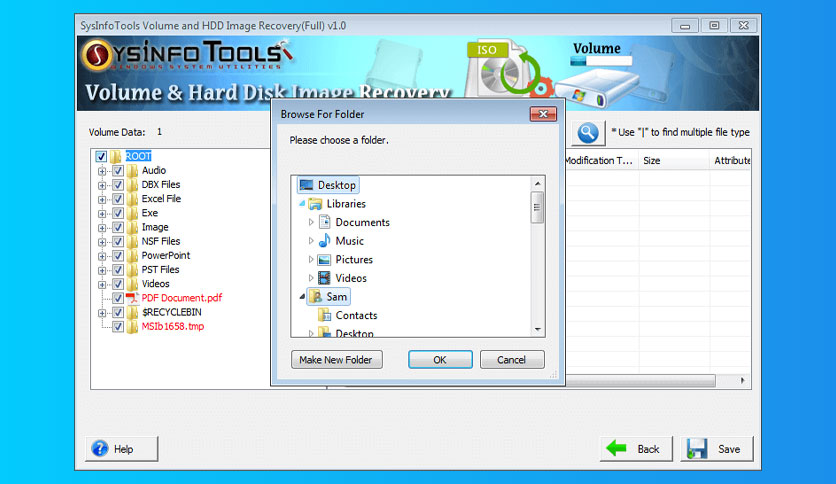 SysInfoTools Volume and HDD Image Recovery(Full) v1.0
SYSINFOTOOLS
WINDOWS SYSTEM UTILITIES
ISO
Volume
Volume & Hard Disk Image Recovery
Volume Data: 1
* Use "|" to find multiple file type
ROOT
Audio
DBX Files
Excel File
Exe
Image
NSF Files
PowerPoint
PST Files
Videos
PDF Document.pdf
$RECYCLEBIN
MSIb1658.tmp
Modification T...
Size
Attribute
Browse For Folder
Please choose a folder.
Desktop
Libraries
Documents
Music
Pictures
Videos
Sam
Contacts
Desktop
Make New Folder
OK
Cancel
Help
Back
Save